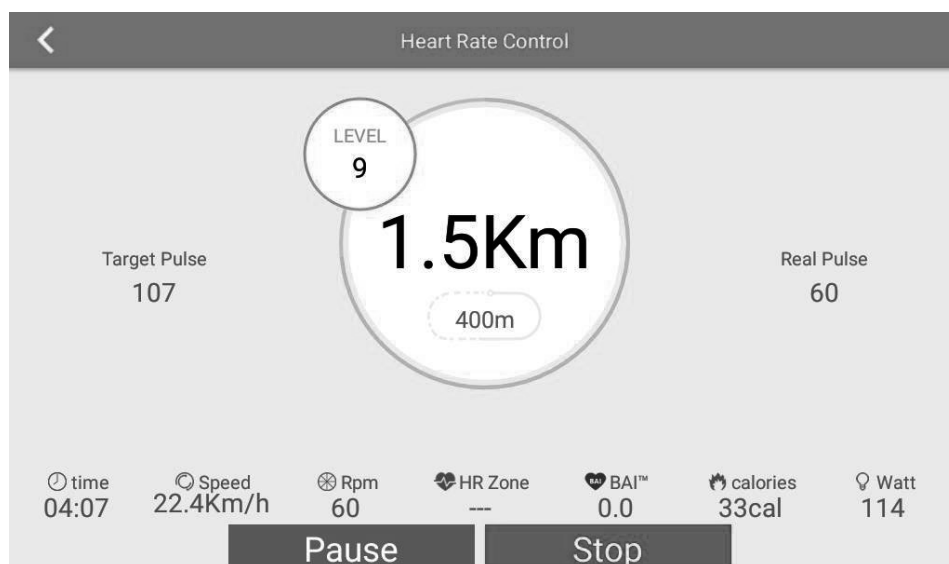 Heart Rate Control
LEVEL
9
1.5Km
400m
Target Pulse
107
Real Pulse
60
time
04:07
Speed
22.4Km/h
Rpm
60
HR Zone
---
BAI
BAI™
0.0
calories
33cal
Watt
114
Pause
Stop